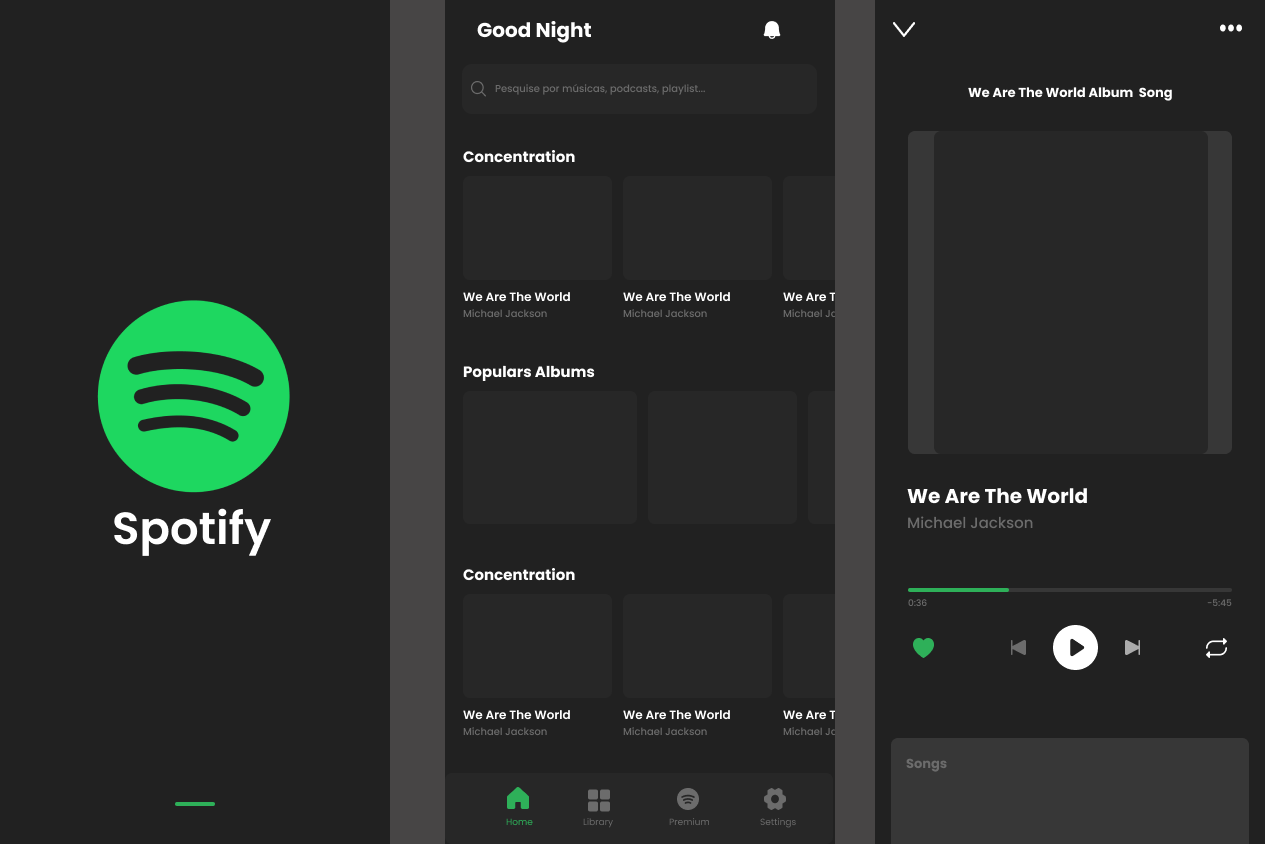 Spotify
Good Night
Pesquise por músicas, podcasts, playlist...
Concentration
We Are The World
We Are The World
We Are T
Michael Jackson
Michael Jackson
Michael Ja
Populars Albums
Concentration
We Are The World
We Are The World
We Are T
Michael Jackson
Michael Jackson
Michael Ja
Home
Library
Premium
Settings
We Are The World Album Song
We Are The World
Michael Jackson
0:36
-5:45
Songs